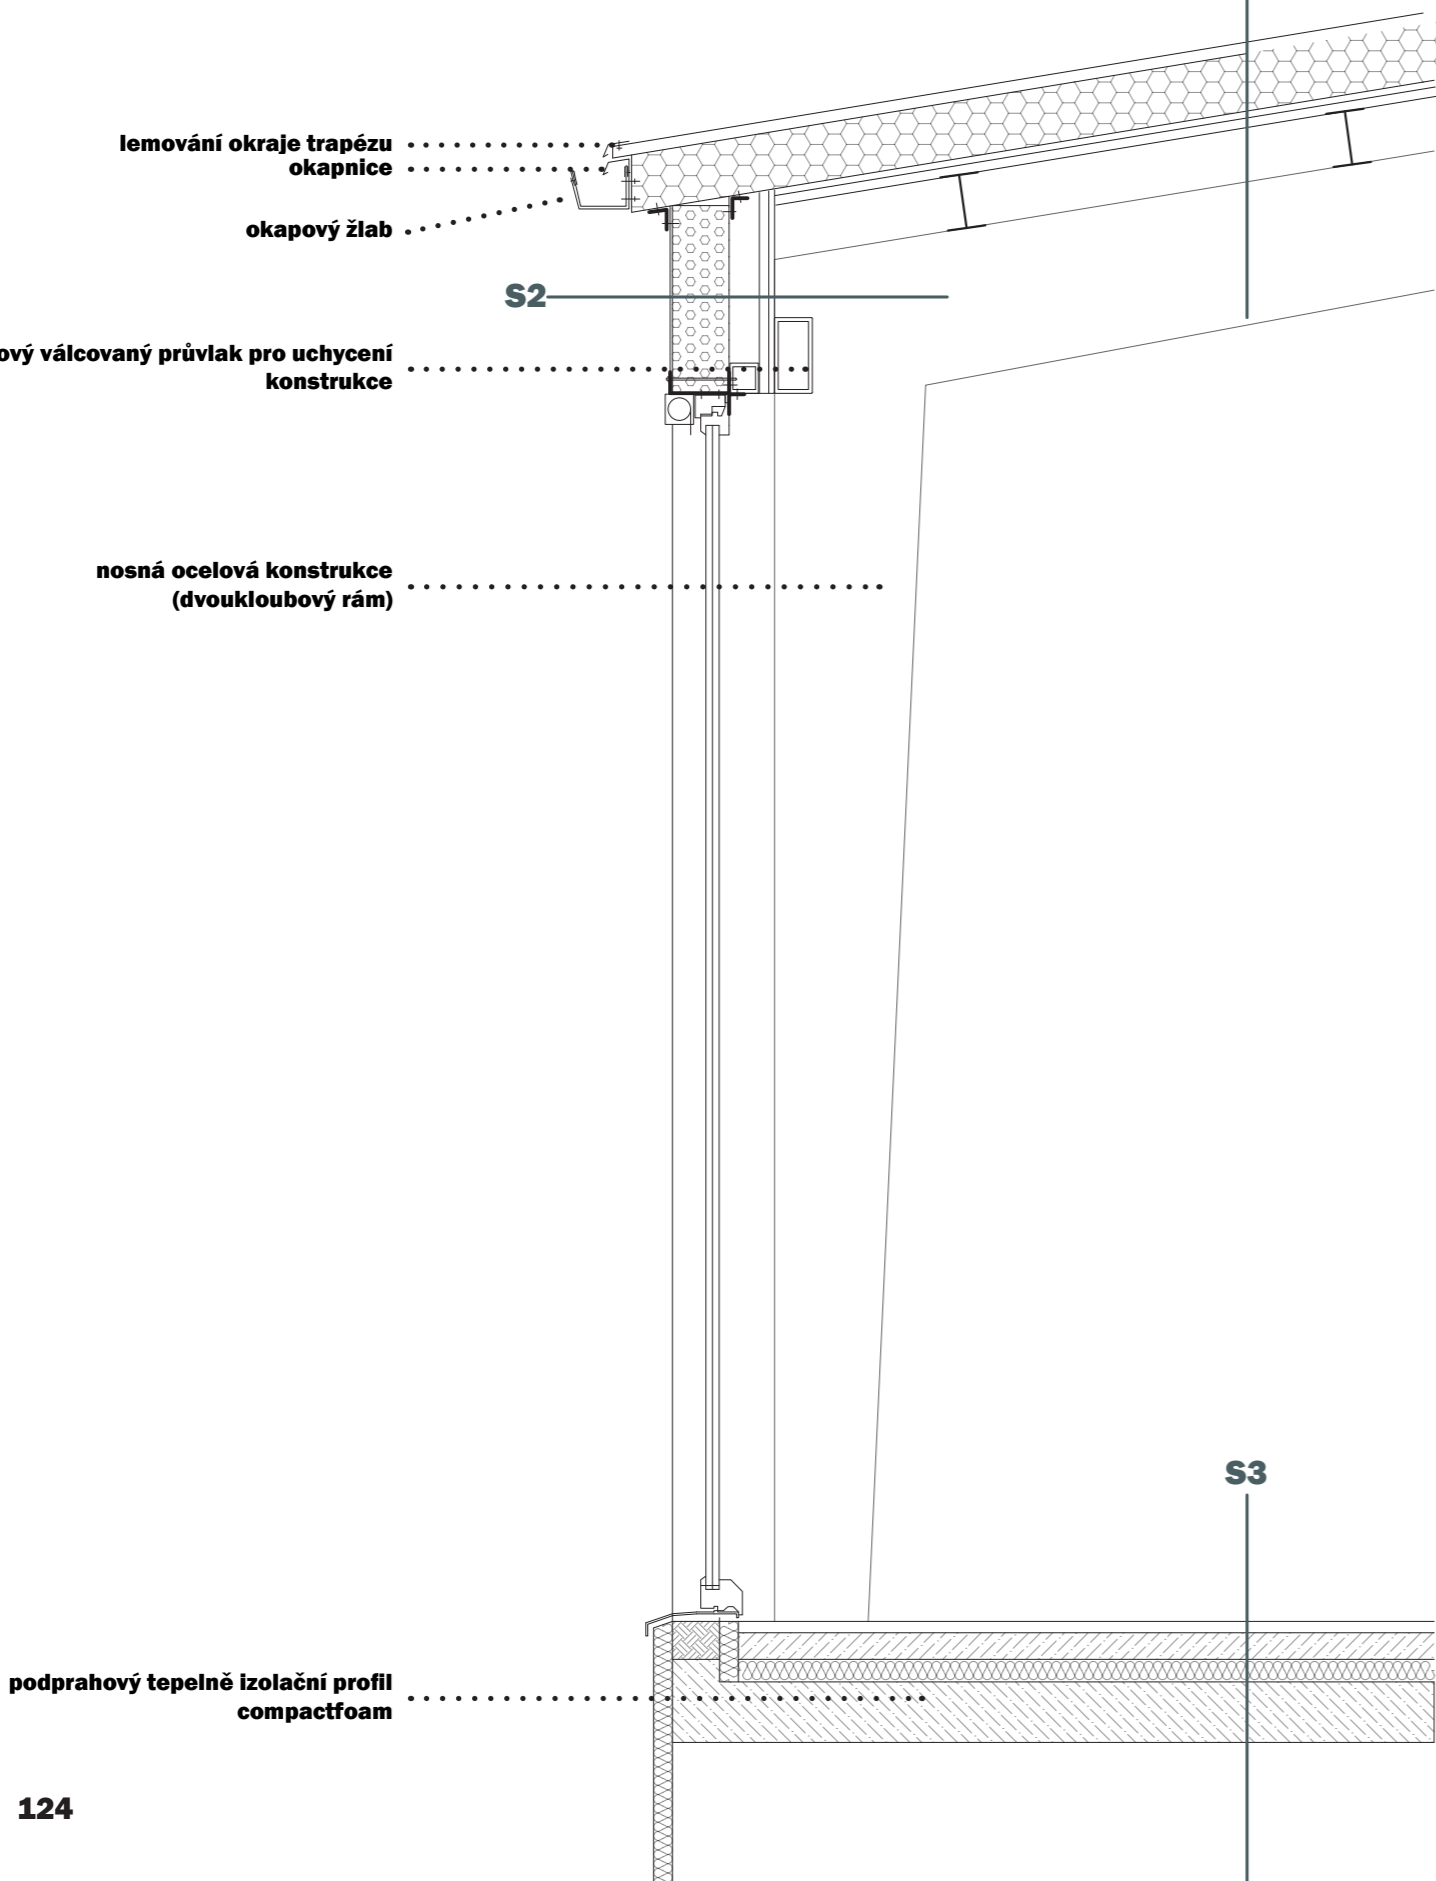 lemování okraje trapézu
okapnice
okapový žlab
S2
válcovaný průvlak pro uchycení
konstrukce
nosná ocelová konstrukce
(dvoukloubový rám)
S3
podprahový tepelně izolační profil
compactfoam
124